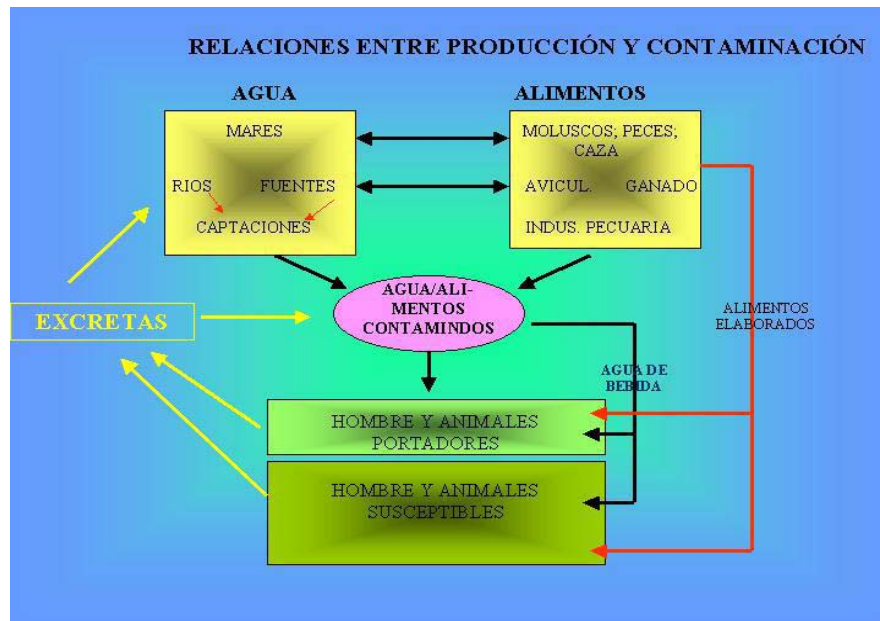 RELACIONES ENTRE PRODUCCIÓN Y CONTAMINACIÓN
AGUA
ALIMENTOS
MARES
RIOS
FUENTES
CAPTACIONES
MOLUSCOS; PECES;
CAZA
AVICUL.
GANADO
INDUS. PECUARIA
AGUA/ALI-
MENTOS
CONTAMINDOS
EXCRETAS
ALIMENTOS
ELABORADOS
AGUA DE
BEBIDA
HOMBRE Y ANIMALES
PORTADORES
HOMBRE Y ANIMALES
SUSCEPTIBLES